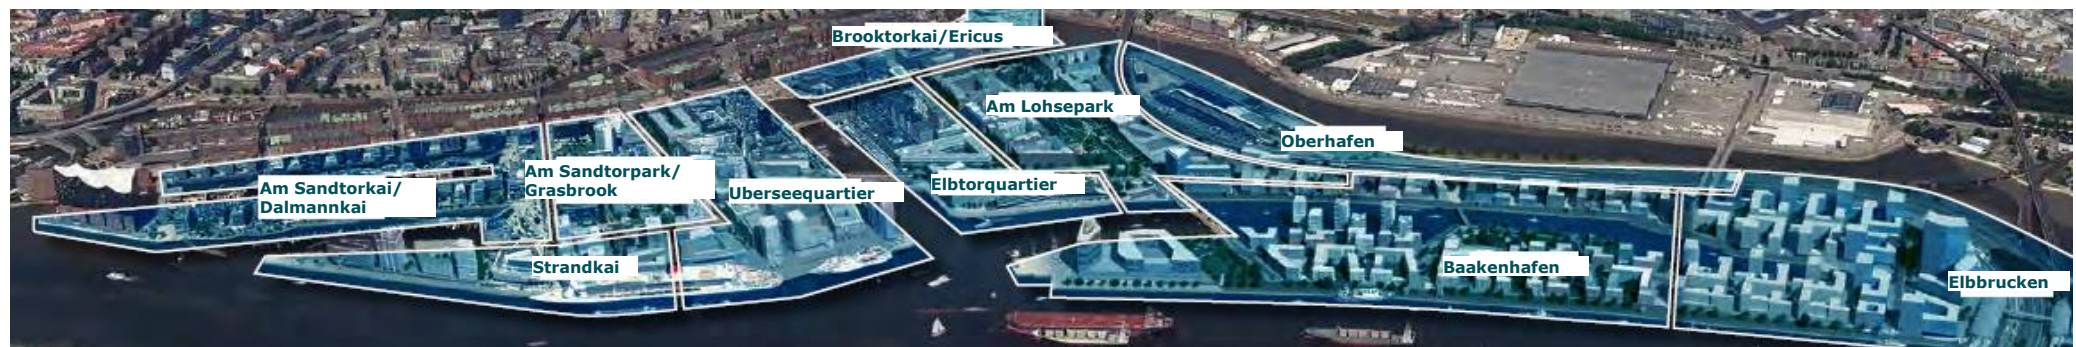 Brooktorkai/Ericus
Am Lohsepark
Oberhafen
Am Sandtorpark/
Grasbrook
Am Sandtorkai/
Dalmannkai
Uberseequartier
Elbtorquartier
Strandkai
Baakenhafen
Elbbrucken